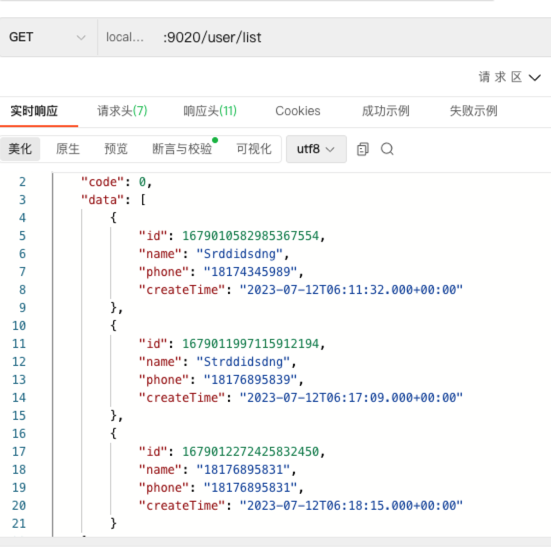 GET local... :9020/user/list
请 求 区
实时响应 请求头(7) 响应头(11) Cookies 成功示例 失败示例
美化 原生 预览 断言与校验 可视化 utf8
2 "code": 0,
3 "data": [
4 {
5 "id": 1679010582985367554,
6 "name": "Srddidsdng",
7 "phone": "18174345989",
8 "createTime": "2023-07-12T06:11:32.000+00:00"
9 },
10 {
11 "id": 1679011997115912194,
12 "name": "Strddidsdng",
13 "phone": "18176895839",
14 "createTime": "2023-07-12T06:17:09.000+00:00"
15 },
16 {
17 "id": 1679012272425832450,
18 "name": "18176895831",
19 "phone": "18176895831",
20 "createTime": "2023-07-12T06:18:15.000+00:00"
21 }